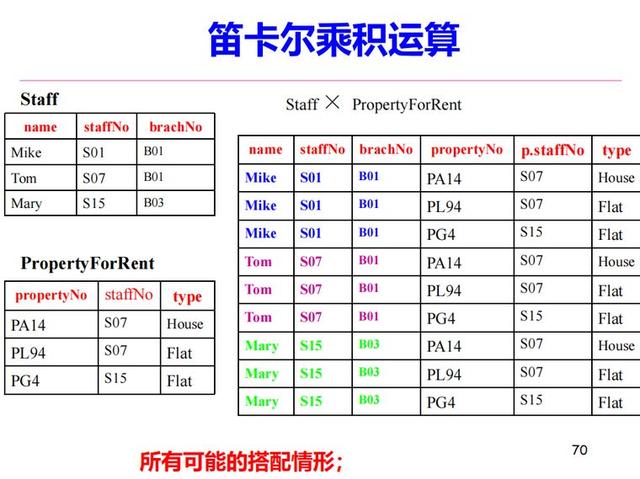 笛卡尔乘积运算
Staff
name staffNo brachNo
Mike S01 B01
Tom S07 B01
Mary S15 B03
PropertyForRent
propertyNo staffNo type
PA14 S07 House
PL94 S07 Flat
PG4 S15 Flat
Staff × PropertyForRent
name staffNo brachNo propertyNo p.staffNo type
Mike S01 B01 PA14 S07 House
Mike S01 B01 PL94 S07 Flat
Mike S01 B01 PG4 S15 Flat
Tom S07 B01 PA14 S07 House
Tom S07 B01 PL94 S07 Flat
Tom S07 B01 PG4 S15 Flat
Mary S15 B03 PA14 S07 House
Mary S15 B03 PL94 S07 Flat
Mary S15 B03 PG4 S15 Flat
所有可能的搭配情形；
70